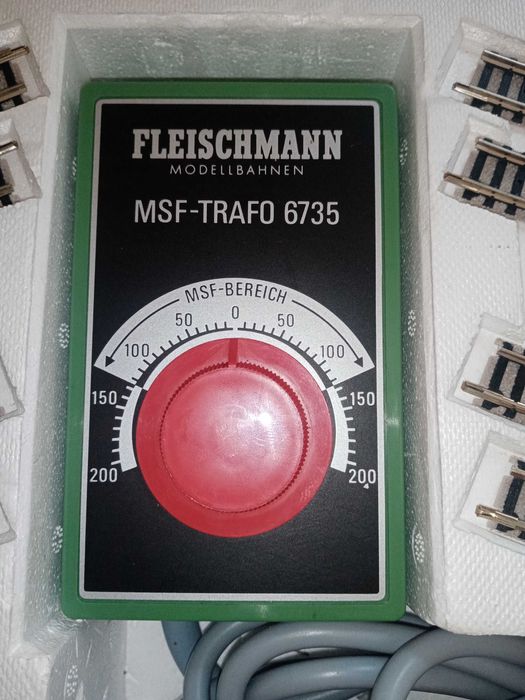 FLEISCHMANN
MODELLBAHNEN
MSF-TRAFO 6735
MSF-BEREICH
200 150 100 50 0 50 100 150 200